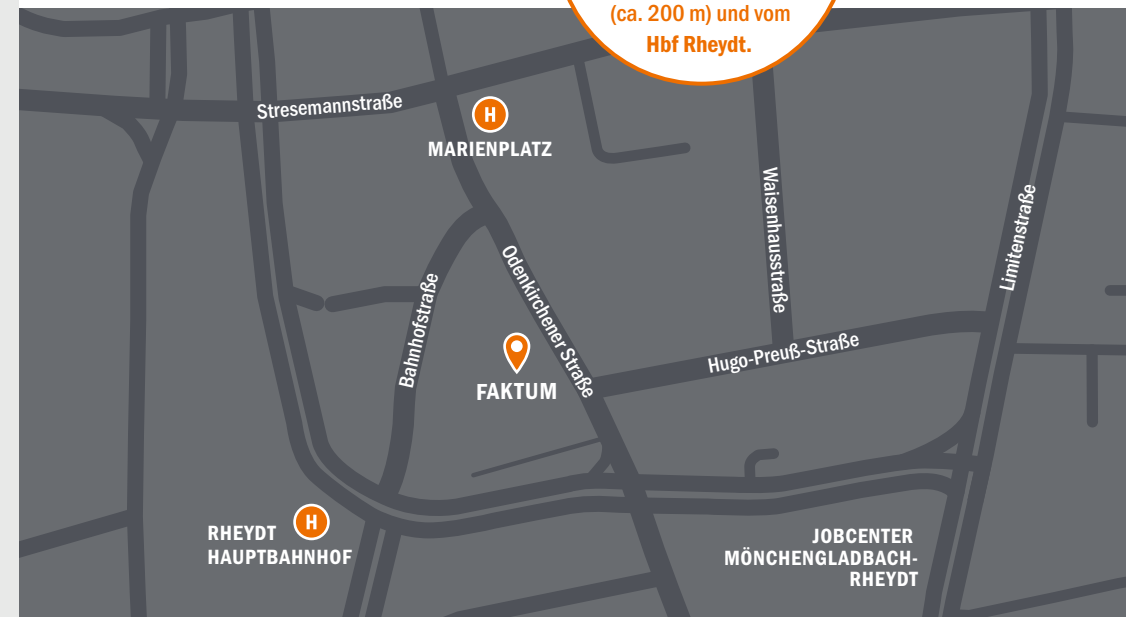 (ca. 200 m) und vom
Hbf Rheydt.
Stresemannstraße
H
MARIENPLATZ
Waisenhausstraße
Limitenstraße
Odenkirchener Straße
Bahnhofstraße
Hugo-Preuß-Straße
FAKTUM
RHEYDT
HAUPTBAHNHOF
H
JOBCENTER
MÖNCHENGLADBACH-
RHEYDT